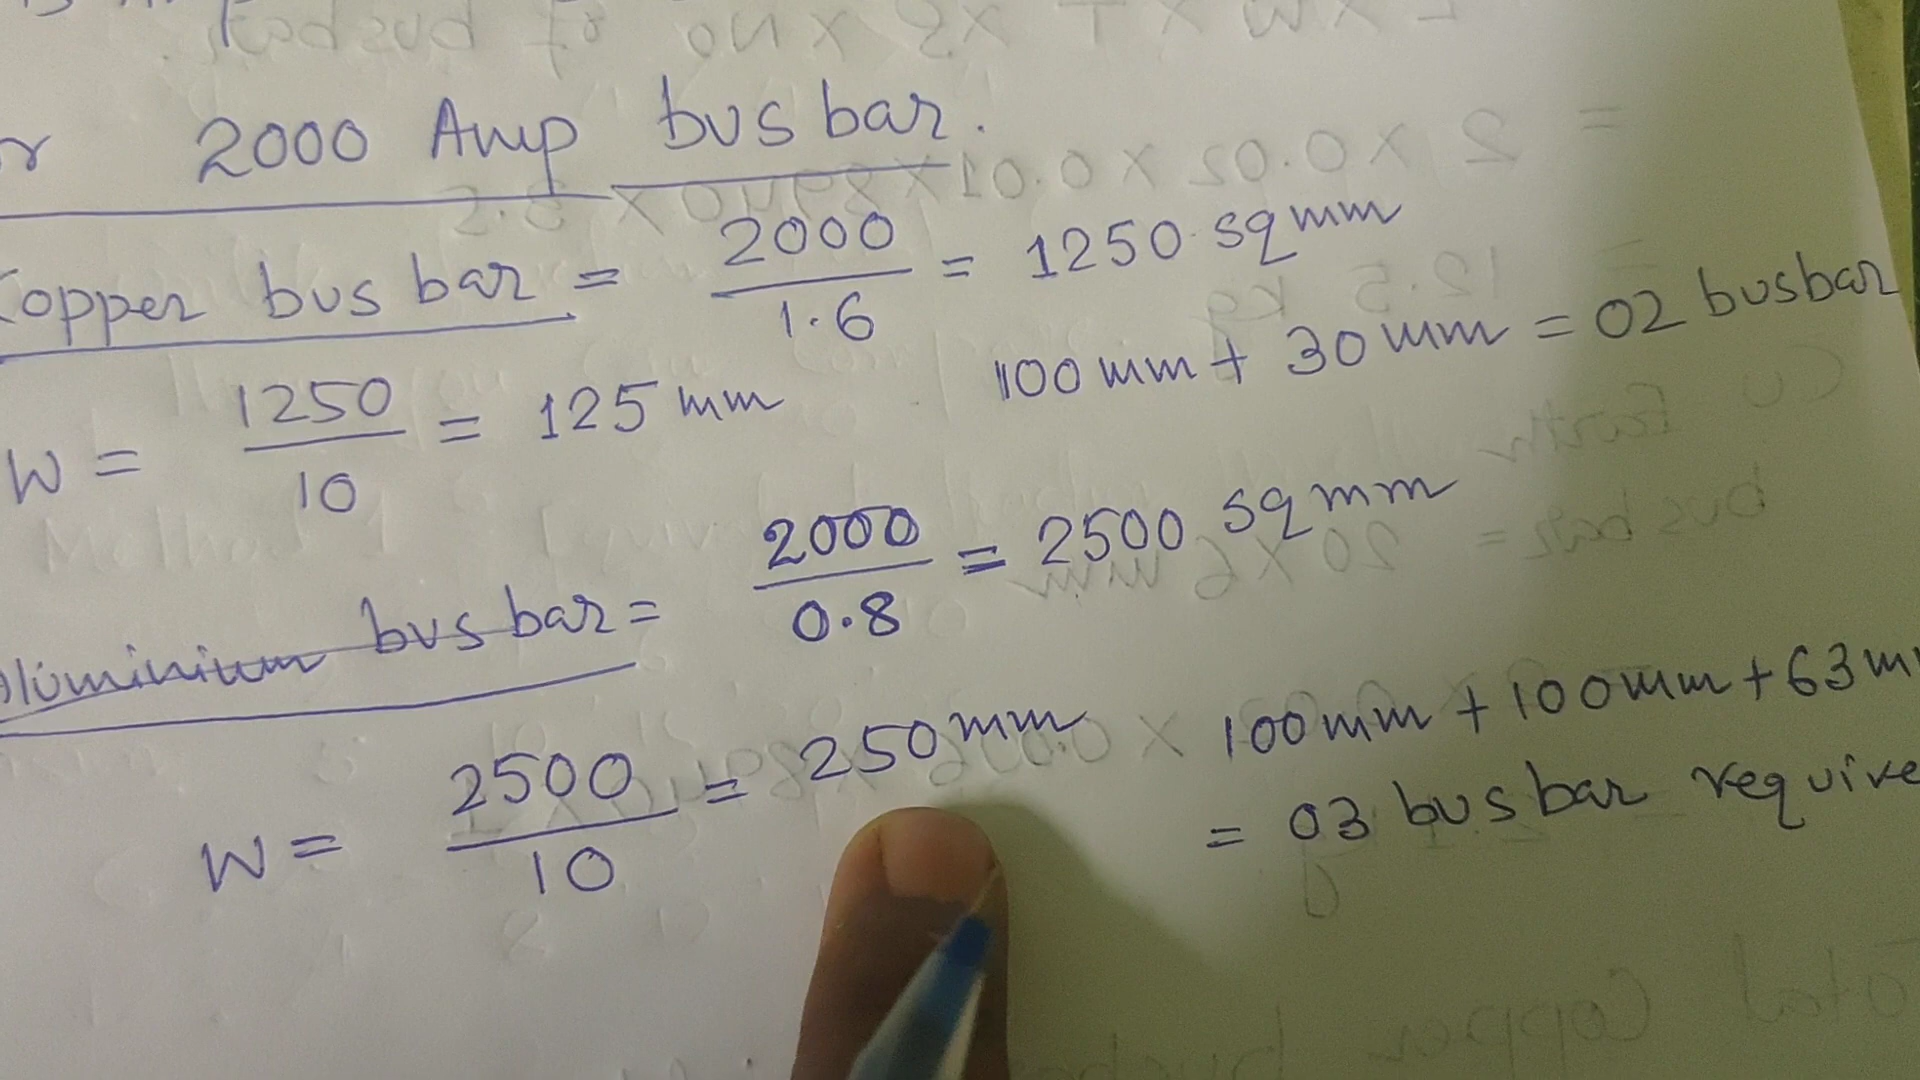 r 2000 Amp bus bar.
Copper bus bar = 2000 / 1.6 = 1250 sq mm
W = 1250 / 10 = 125 mm 100 mm + 30 mm = 02 busbar
Aluminium bus bar = 2000 / 0.8 = 2500 sq mm
W = 2500 / 10 = 250 mm 100 mm + 100 mm + 63 m
= 03 bus bar require